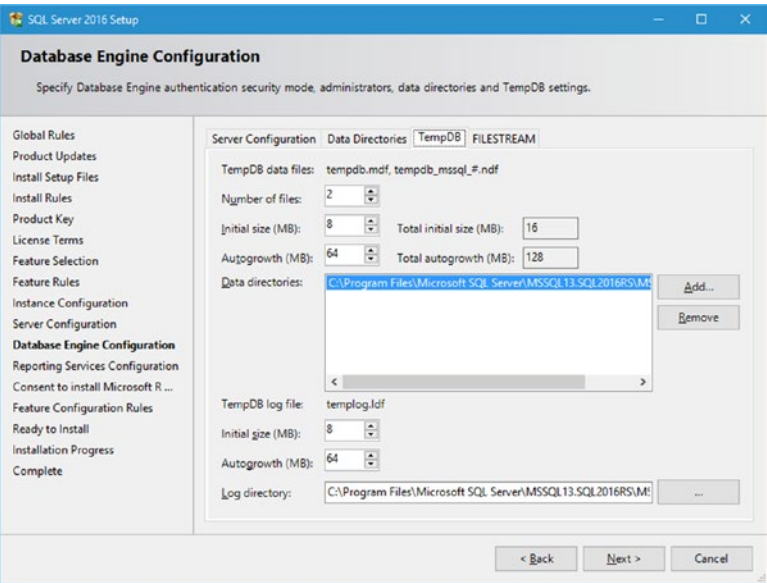 SQL Server 2016 Setup
Database Engine Configuration
Specify Database Engine authentication security mode, administrators, data directories and TempDB settings.
Global Rules
Product Updates
Install Setup Files
Install Rules
Product Key
License Terms
Feature Selection
Feature Rules
Instance Configuration
Server Configuration
Database Engine Configuration
Reporting Services Configuration
Consent to install Microsoft R ...
Feature Configuration Rules
Ready to Install
Installation Progress
Complete
Server Configuration Data Directories TempDB FILESTREAM
TempDB data files: tempdb.mdf, tempdb_mssql_#.ndf
Number of files: 2
Initial size (MB): 8 Total initial size (MB): 16
Autogrowth (MB): 64 Total autogrowth (MB): 128
Data directories: C:\Program Files\Microsoft SQL Server\MSSQL13.SQL2016RS\MS
Add...
Remove
TempDB log file: templog.ldf
Initial size (MB): 8
Autogrowth (MB): 64
Log directory: C:\Program Files\Microsoft SQL Server\MSSQL13.SQL2016RS\MS ...
< Back Next > Cancel